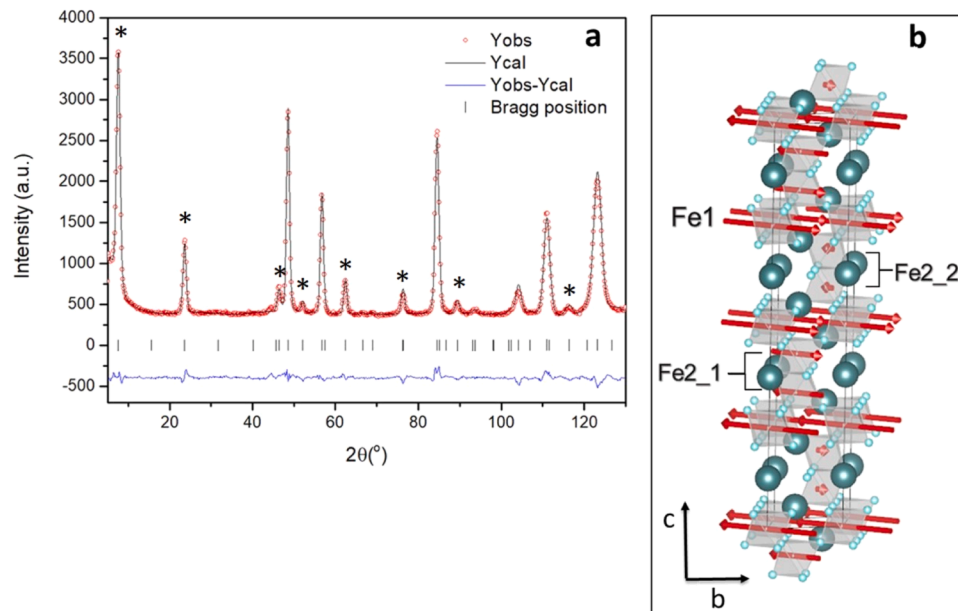 a
4000
3500
3000
2500
2000
1500
1000
500
0
-500
Intensity (a.u.)
*
*
*
*
*
*
*
*
Yobs
Ycal
Yobs-Ycal
Bragg position
20 40 60 80 100 120
2θ(°)
b
Fe1
Fe2_2
Fe2_1
c
b